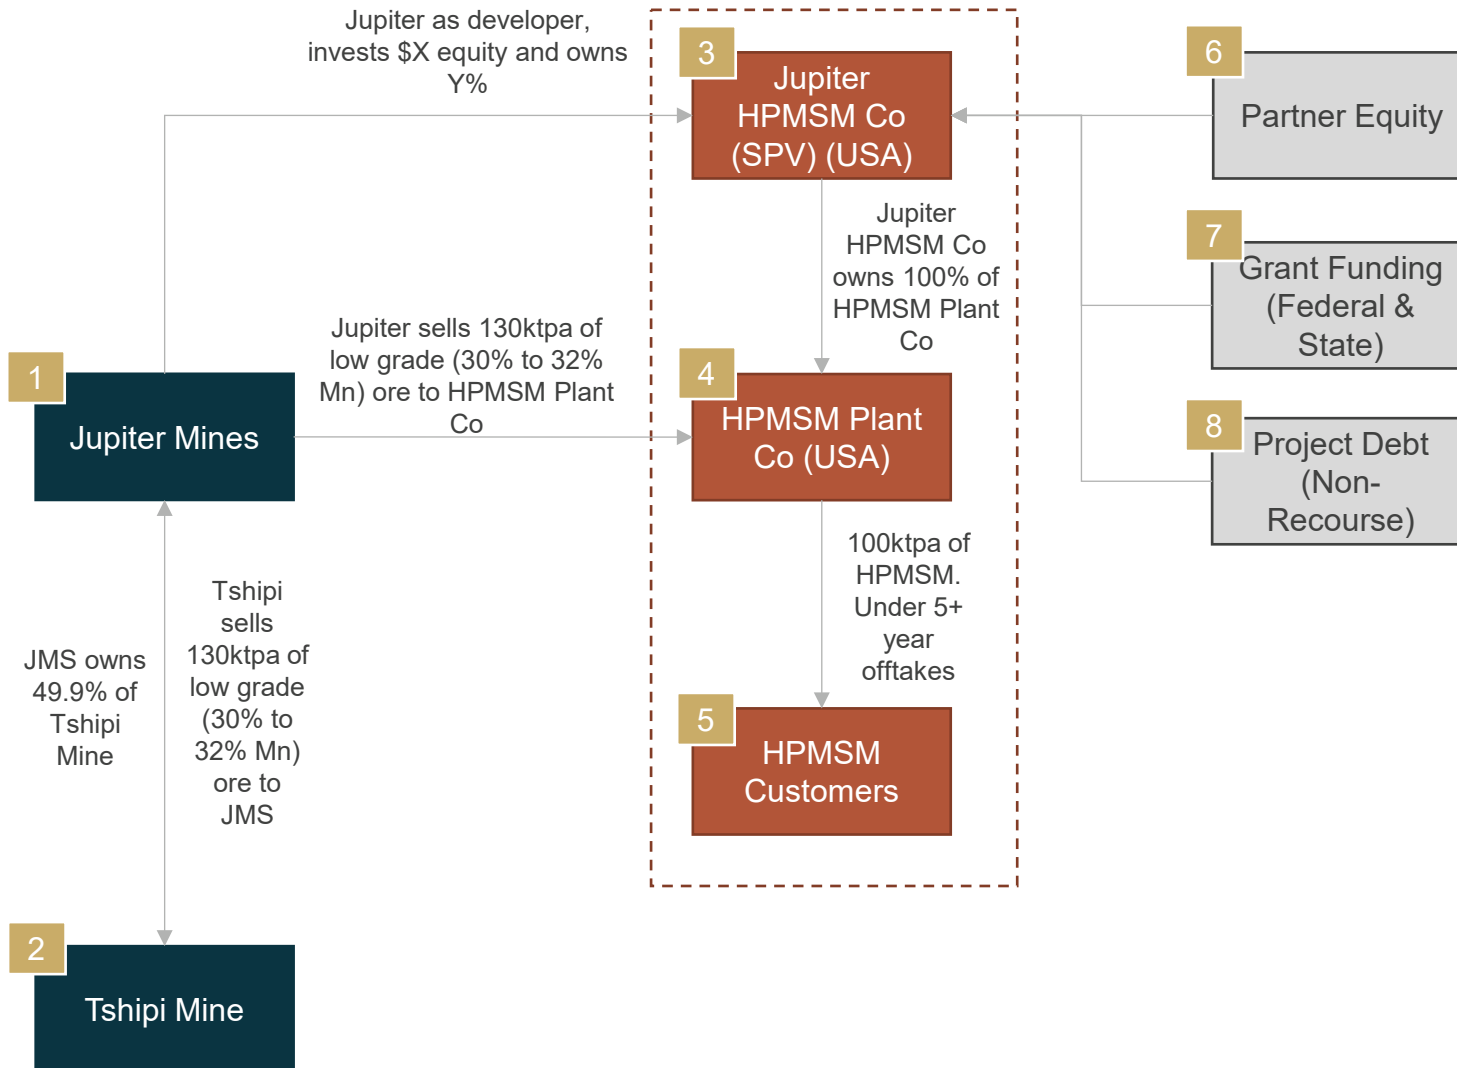 Jupiter as developer,
invests $X equity and owns
Y%
3
Jupiter
HPMSM Co
(SPV) (USA)
6
Partner Equity
Jupiter
HPMSM Co
owns 100% of
HPMSM Plant
Co
7
Grant Funding
(Federal &
State)
1
Jupiter Mines
Jupiter sells 130ktpa of
low grade (30% to 32%
Mn) ore to HPMSM Plant
Co
4
HPMSM Plant
Co (USA)
8
Project Debt
(Non-
Recourse)
100ktpa of
HPMSM.
Under 5+
year
offtakes
JMS owns
49.9% of
Tshipi
Mine
Tshipi
sells
130ktpa of
low grade
(30% to
32% Mn)
ore to
JMS
5
HPMSM
Customers
2
Tshipi Mine